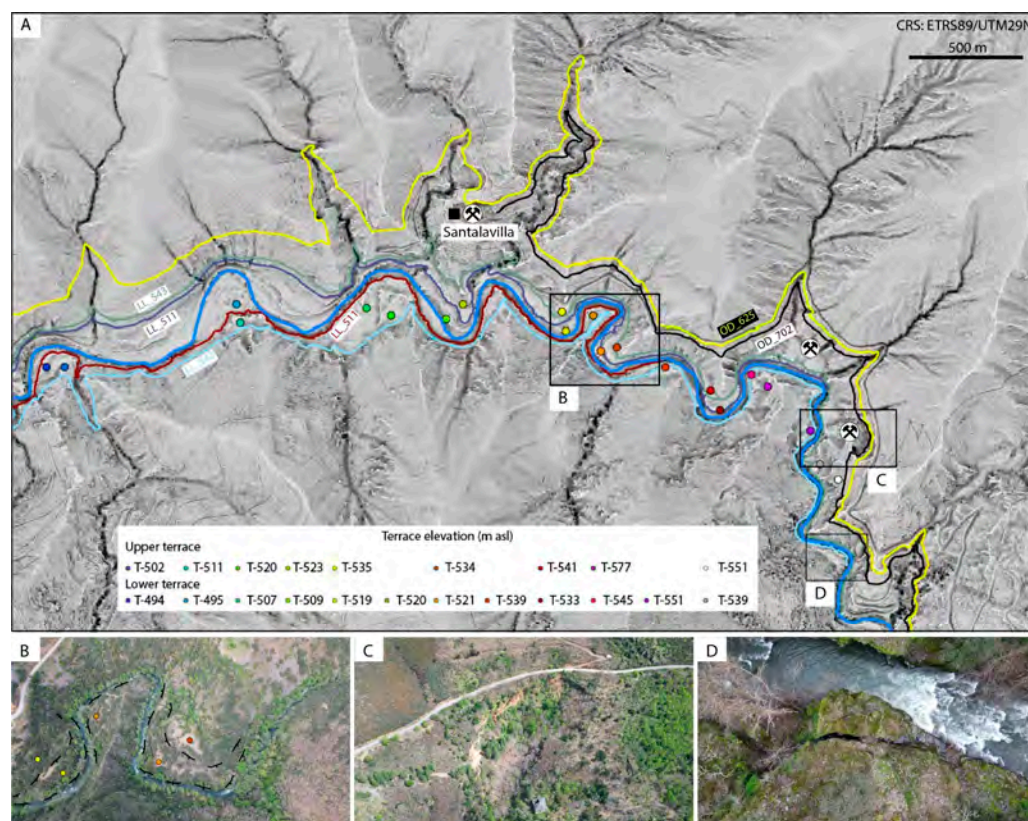 A
CRS: ETRS89/UTM29N
500 m
Santalavilla
LL_543
LL_511
LL_511
OD_625
OD_702
B
C
D
Terrace elevation (m asl)
Upper terrace
T-502 T-511 T-520 T-523 T-535 T-534 T-541 T-577 T-551
Lower terrace
T-494 T-495 T-507 T-509 T-519 T-520 T-521 T-539 T-533 T-545 T-551 T-539
B
C
D